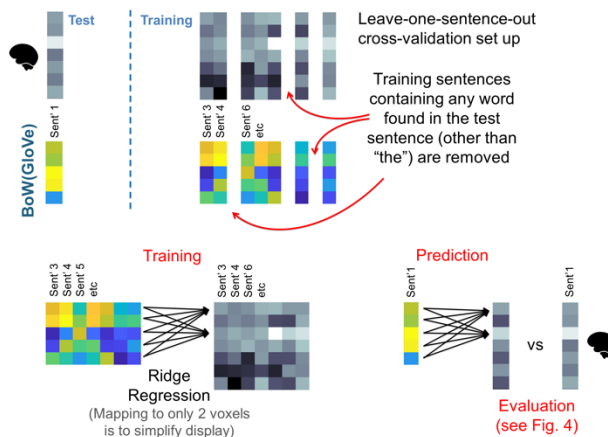 Test
Training
Leave-one-sentence-out
cross-validation set up
Sent' 1
BoW(GloVe)
Sent' 3
Sent' 4
Sent' 6
etc
Training sentences
containing any word
found in the test
sentence (other than
“the”) are removed
Training
Sent' 3
Sent' 4
Sent' 5
etc
Sent' 3
Sent' 4
Sent' 6
etc
Ridge
Regression
(Mapping to only 2 voxels
is to simplify display)
Prediction
Sent'1
Sent'1
vs
Evaluation
(see Fig. 4)